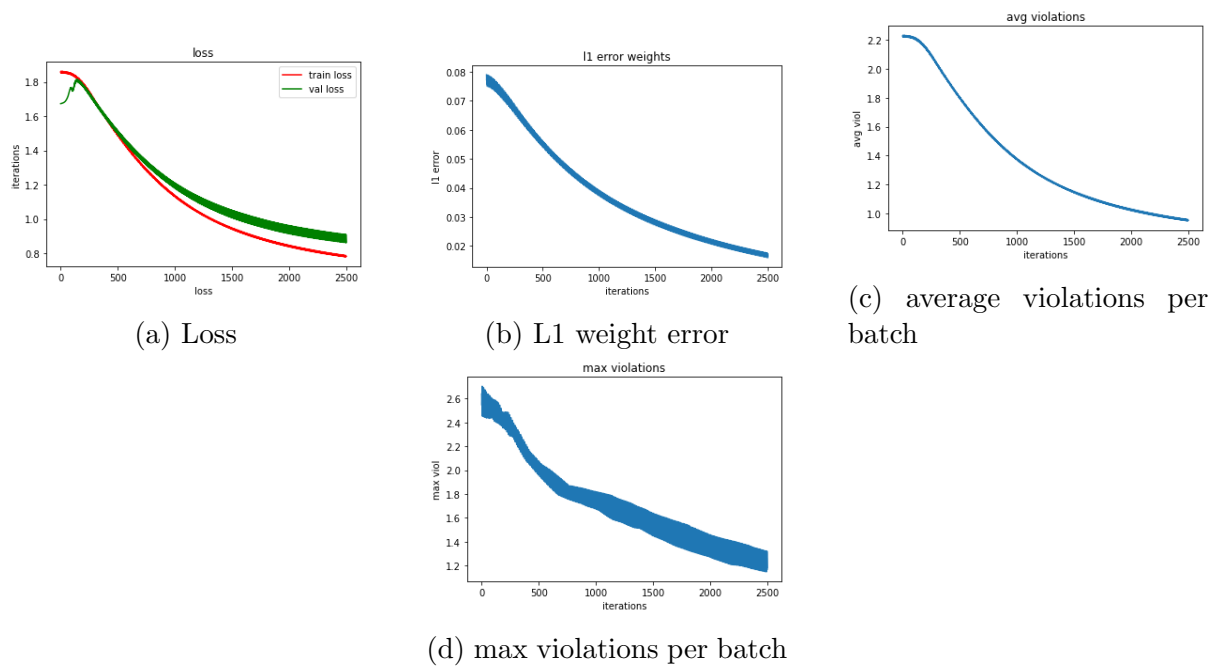 loss
train loss
val loss
1.8
1.6
1.4
1.2
1.0
0.8
iterations
0 500 1000 1500 2000 2500
loss
(a) Loss
l1 error weights
0.08
0.07
0.06
0.05
0.04
0.03
0.02
l1 error
0 500 1000 1500 2000 2500
iterations
(b) L1 weight error
avg violations
2.2
2.0
1.8
1.6
1.4
1.2
1.0
avg viol
0 500 1000 1500 2000 2500
iterations
(c) average violations per
batch
max violations
2.6
2.4
2.2
2.0
1.8
1.6
1.4
1.2
max viol
0 500 1000 1500 2000 2500
iterations
(d) max violations per batch